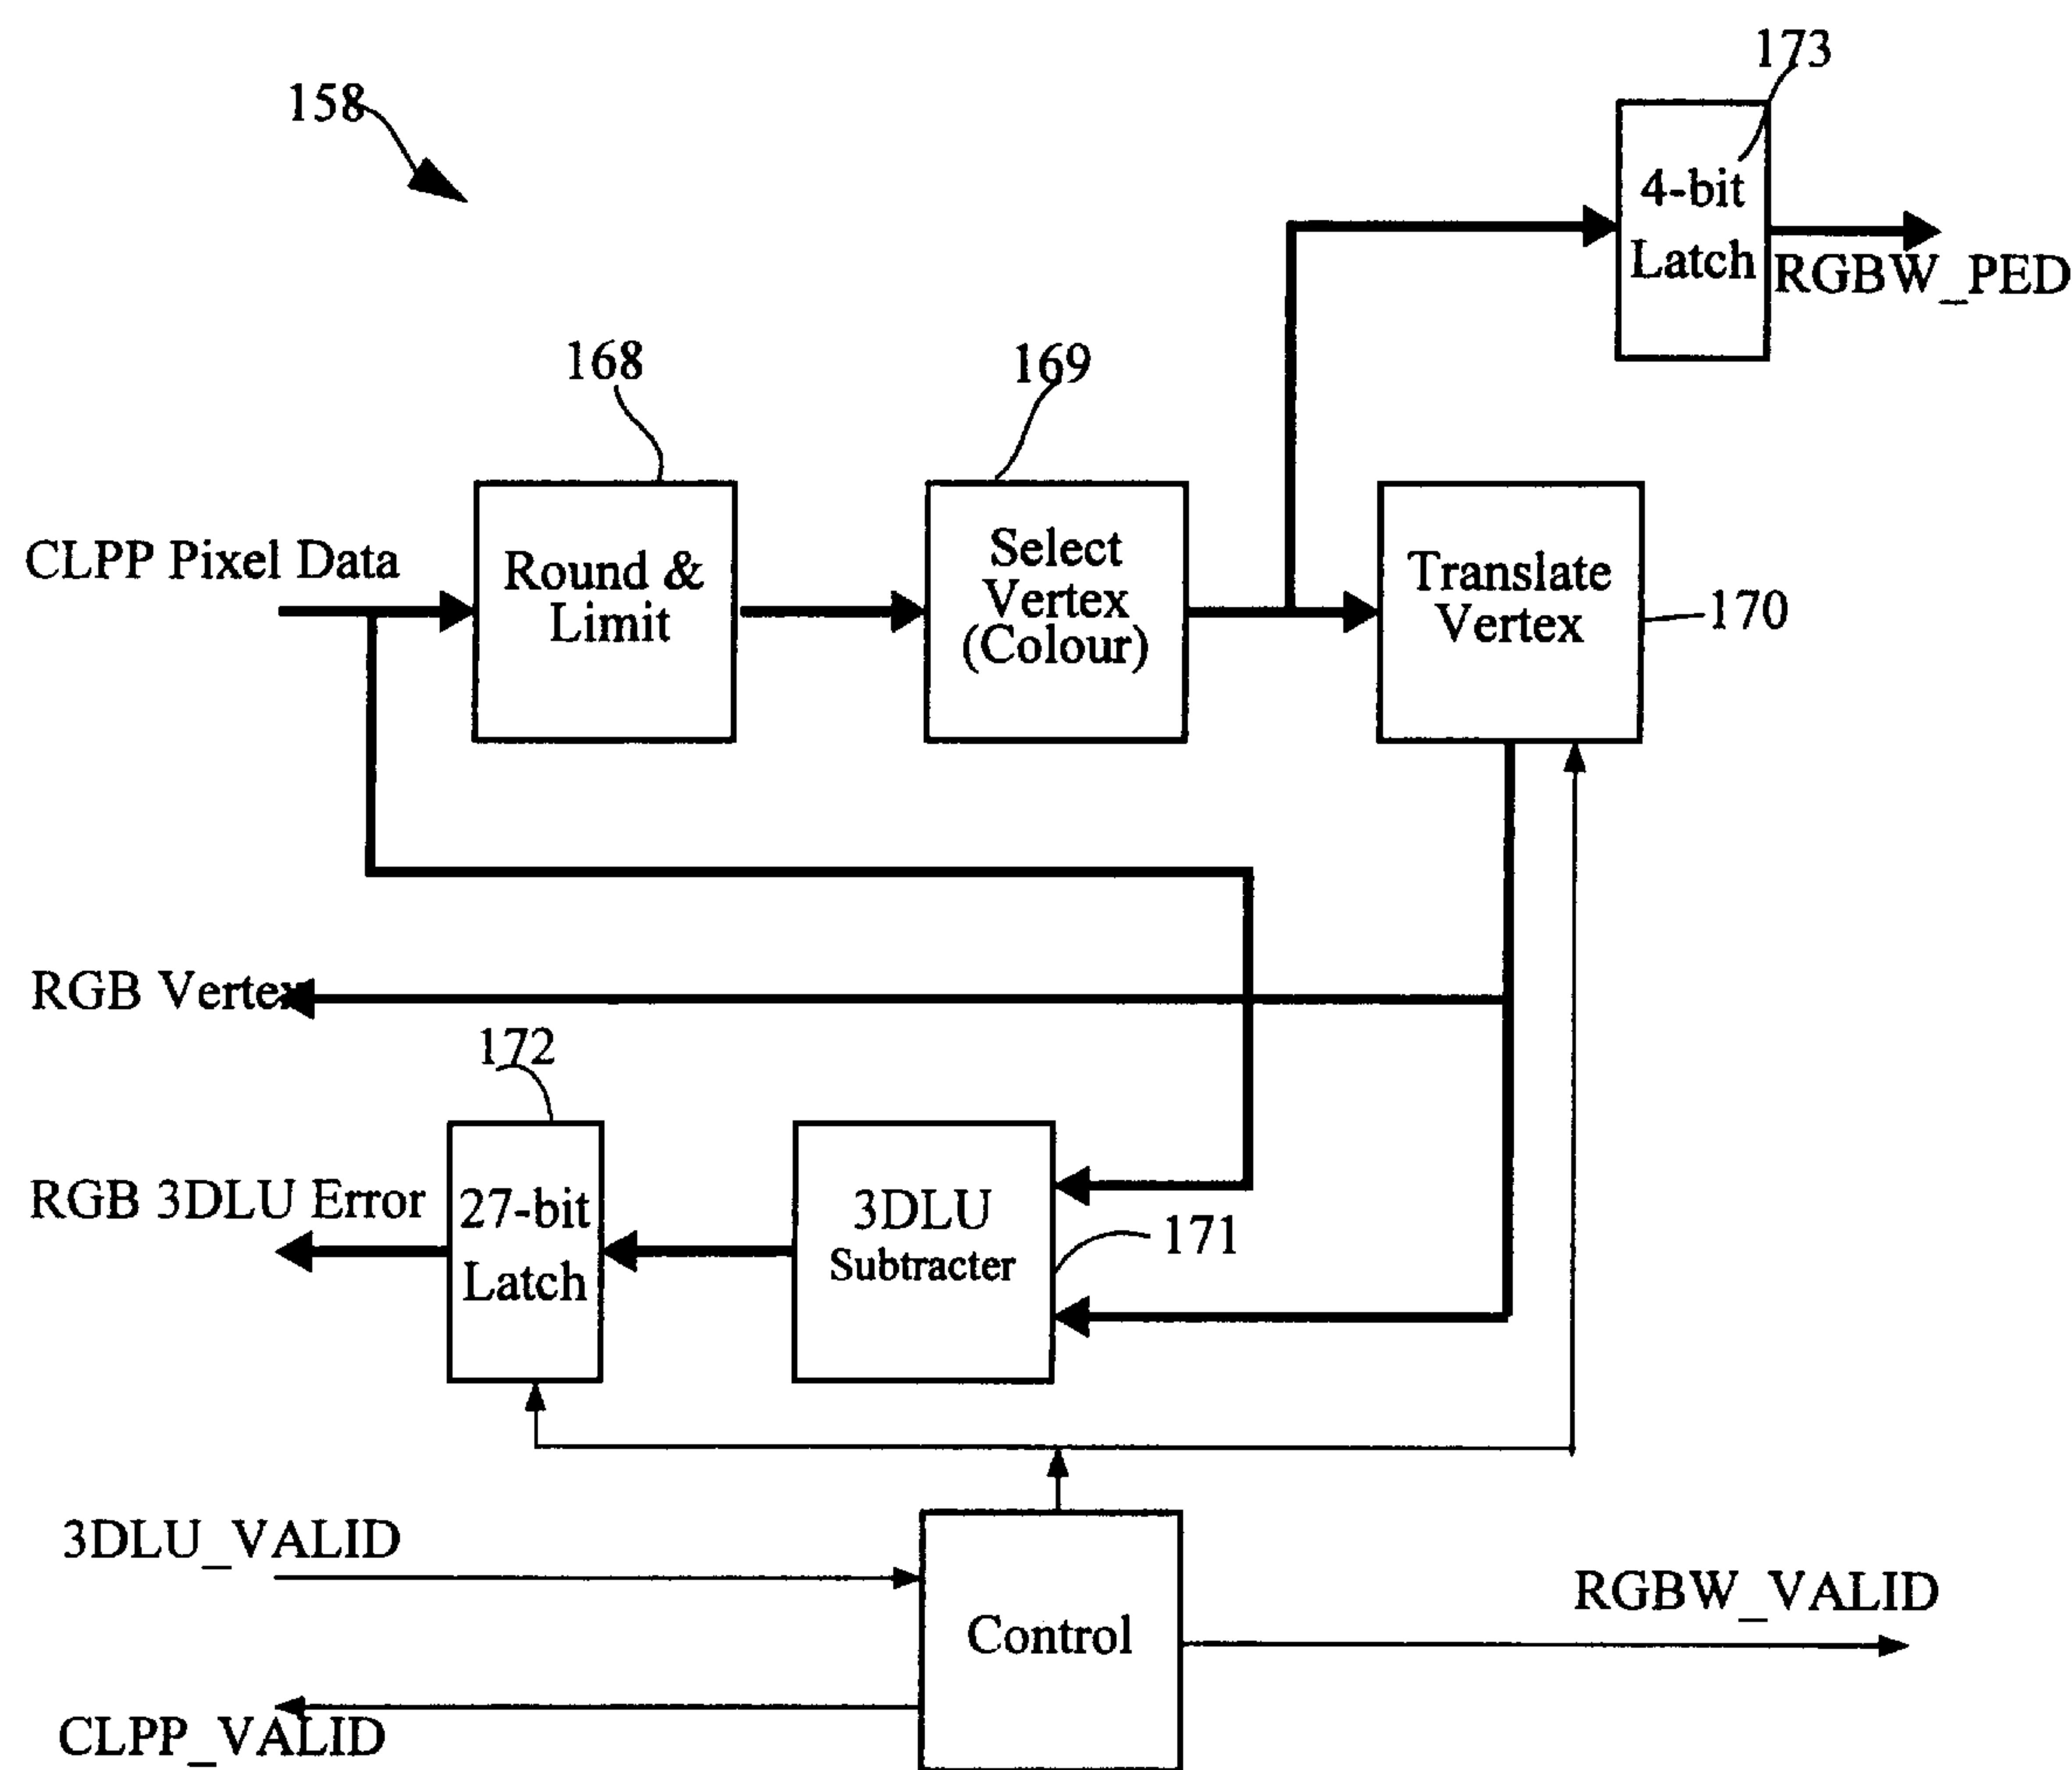 173
158
4-bit
Latch
RGBW_PED
168
169
CLPP Pixel Data
Round &
Limit
Select
Vertex
(Colour)
Translate
Vertex
170
RGB Vertex
172
RGB 3DLU Error
27-bit
Latch
3DLU
Subtracter
171
3DLU_VALID
Control
RGBW_VALID
CLPP_VALID